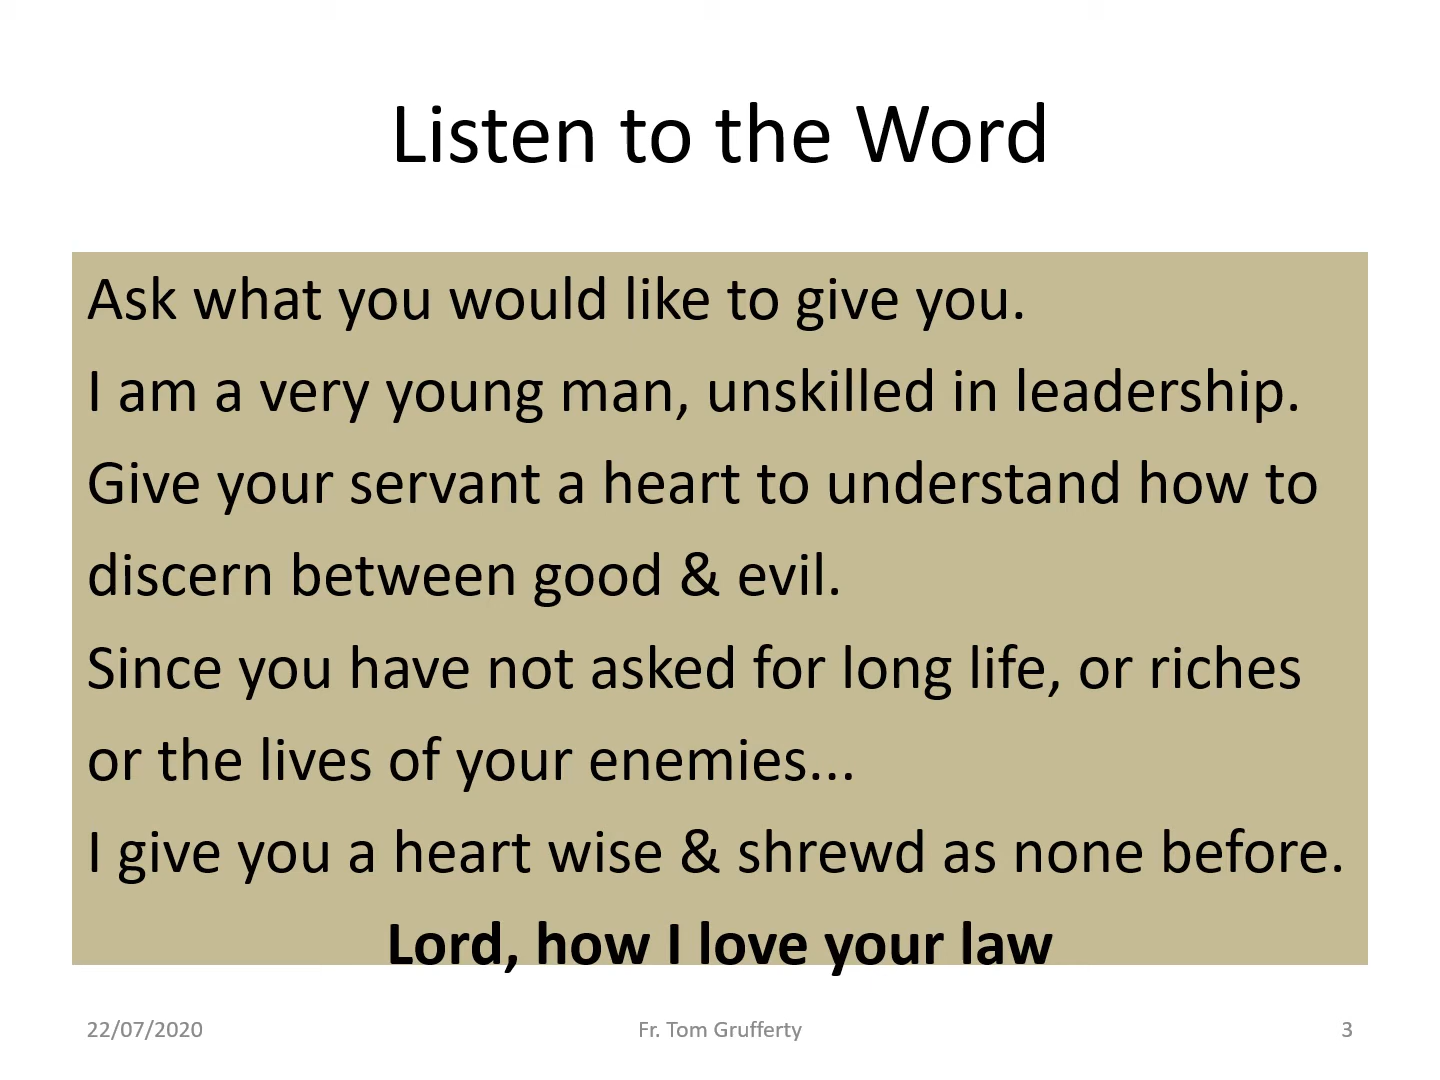 Listen to the Word
Ask what you would like to give you.
I am a very young man, unskilled in leadership.
Give your servant a heart to understand how to
discern between good & evil.
Since you have not asked for long life, or riches
or the lives of your enemies...
I give you a heart wise & shrewd as none before.
Lord, how I love your law
22/07/2020
Fr. Tom Grufferty
3